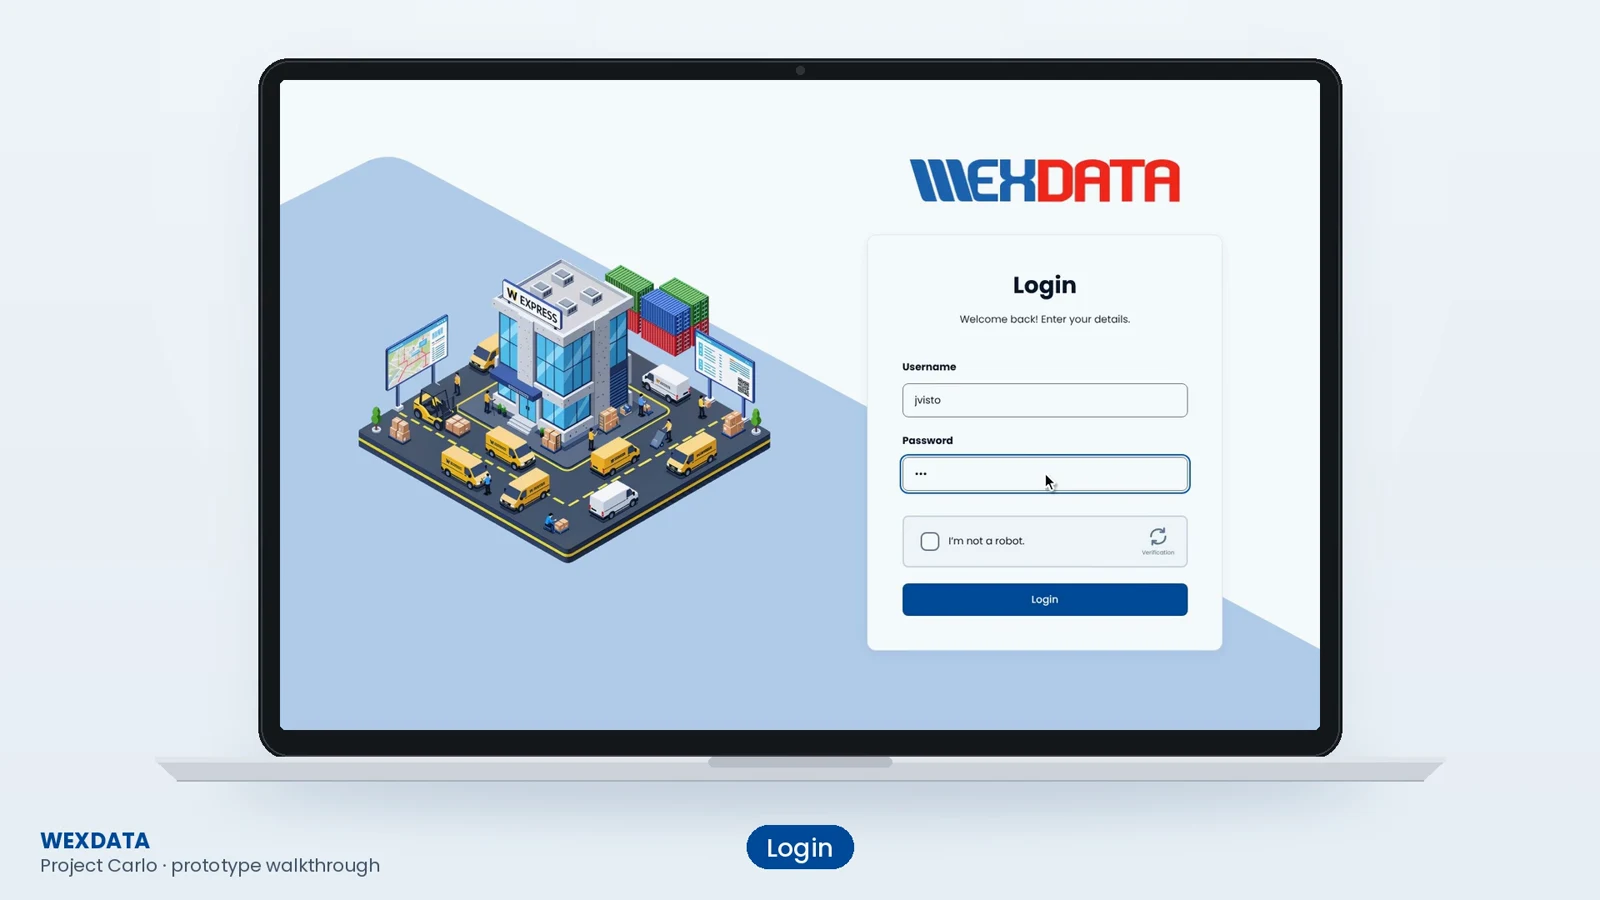 WEXDATA
W EXPRESS
Login
Welcome back! Enter your details.
Username
jvisto
Password
•••
I'm not a robot.
Verification
Login
WEXDATA
Project Carlo · prototype walkthrough
Login